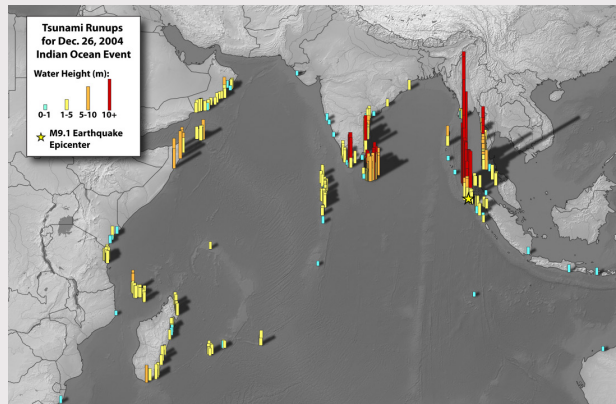 Tsunami Runups
for Dec. 26, 2004
Indian Ocean Event
Water Height (m):
0-1 1-5 5-10 10+
M9.1 Earthquake
Epicenter